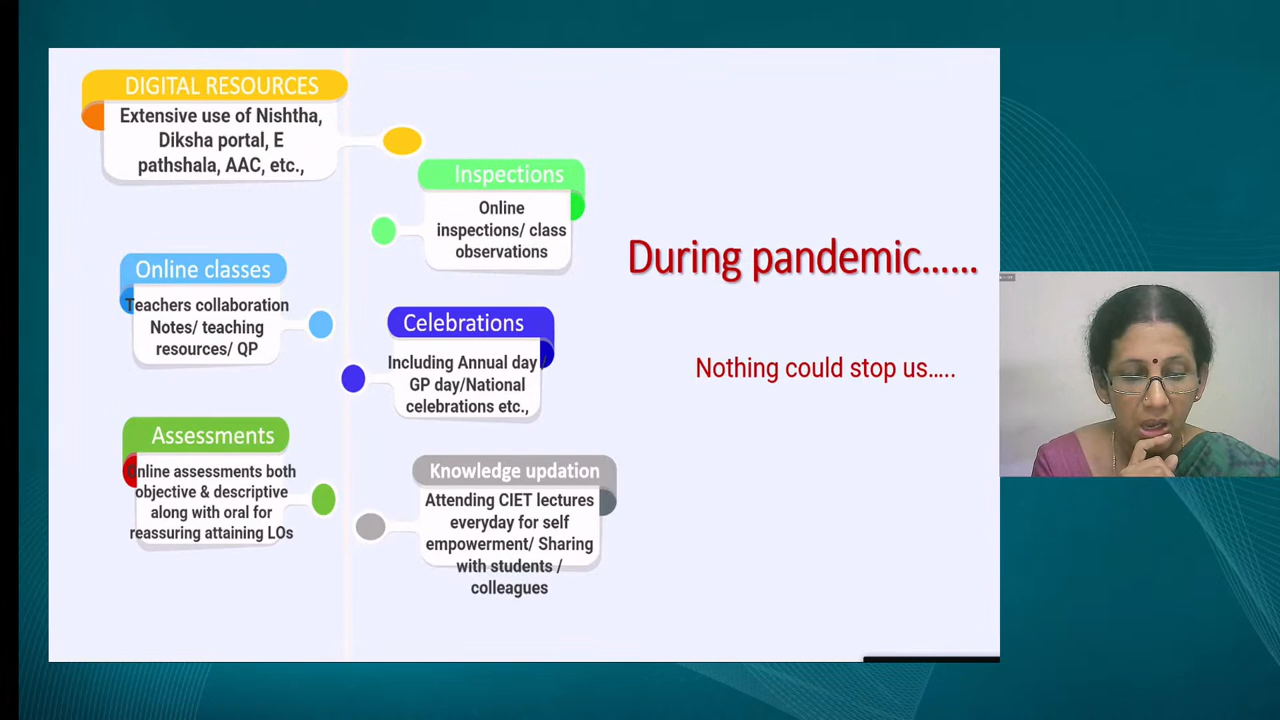 DIGITAL RESOURCES
Extensive use of Nishtha,
Diksha portal, E
pathshala, AAC, etc.,
Inspections
Online
inspections/ class
observations
Online classes
Teachers collaboration
Notes/ teaching
resources/ QP
Celebrations
Including Annual day /
GP day/National
celebrations etc.,
Assessments
Online assessments both
objective & descriptive
along with oral for
reassuring attaining LOs
Knowledge updation
Attending CIET lectures
everyday for self
empowerment/ Sharing
with students /
colleagues
During pandemic......
Nothing could stop us.....